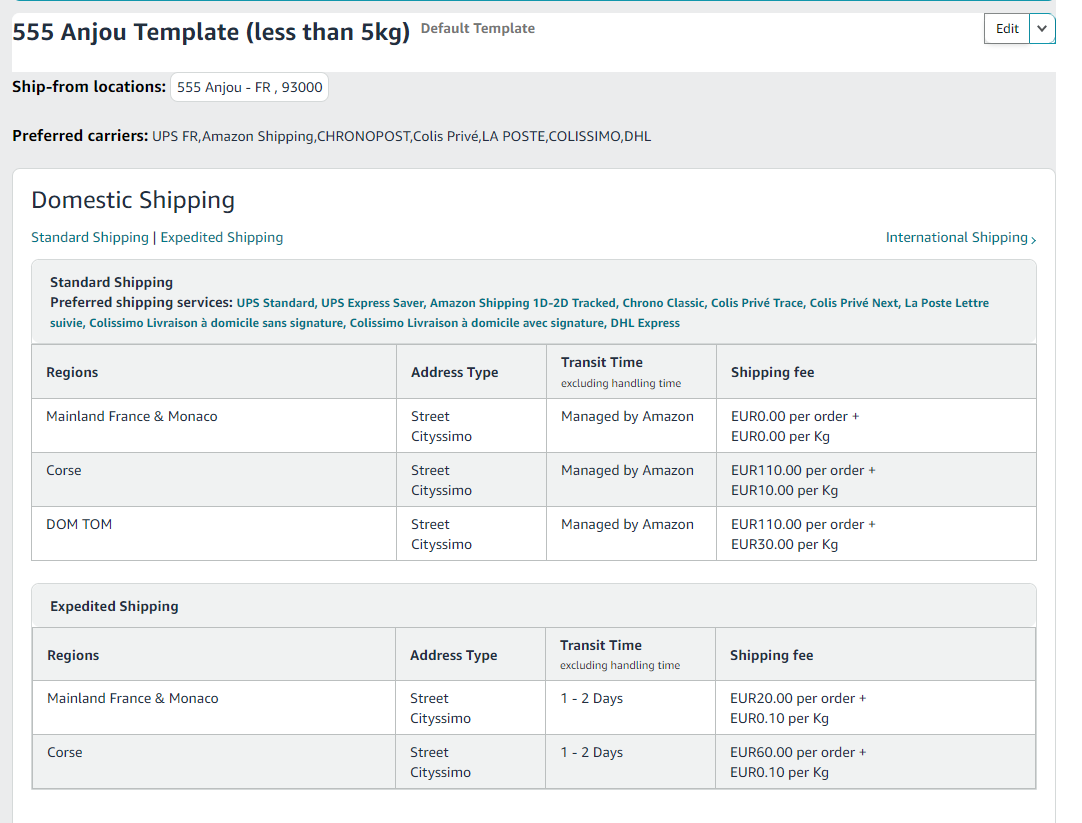 555 Anjou Template (less than 5kg) Default Template Edit
Ship-from locations: 555 Anjou - FR , 93000
Preferred carriers: UPS FR,Amazon Shipping,CHRONOPOST,Colis Privé,LA POSTE,COLISSIMO,DHL
Domestic Shipping
Standard Shipping | Expedited Shipping International Shipping ›
Standard Shipping
Preferred shipping services: UPS Standard, UPS Express Saver, Amazon Shipping 1D-2D Tracked, Chrono Classic, Colis Privé Trace, Colis Privé Next, La Poste Lettre
suivie, Colissimo Livraison à domicile sans signature, Colissimo Livraison à domicile avec signature, DHL Express
Regions Address Type Transit Time Shipping fee
excluding handling time
Mainland France & Monaco Street Managed by Amazon EUR0.00 per order +
Cityssimo EUR0.00 per Kg
Corse Street Managed by Amazon EUR110.00 per order +
Cityssimo EUR10.00 per Kg
DOM TOM Street Managed by Amazon EUR110.00 per order +
Cityssimo EUR30.00 per Kg
Expedited Shipping
Regions Address Type Transit Time Shipping fee
excluding handling time
Mainland France & Monaco Street 1 - 2 Days EUR20.00 per order +
Cityssimo EUR0.10 per Kg
Corse Street 1 - 2 Days EUR60.00 per order +
Cityssimo EUR0.10 per Kg